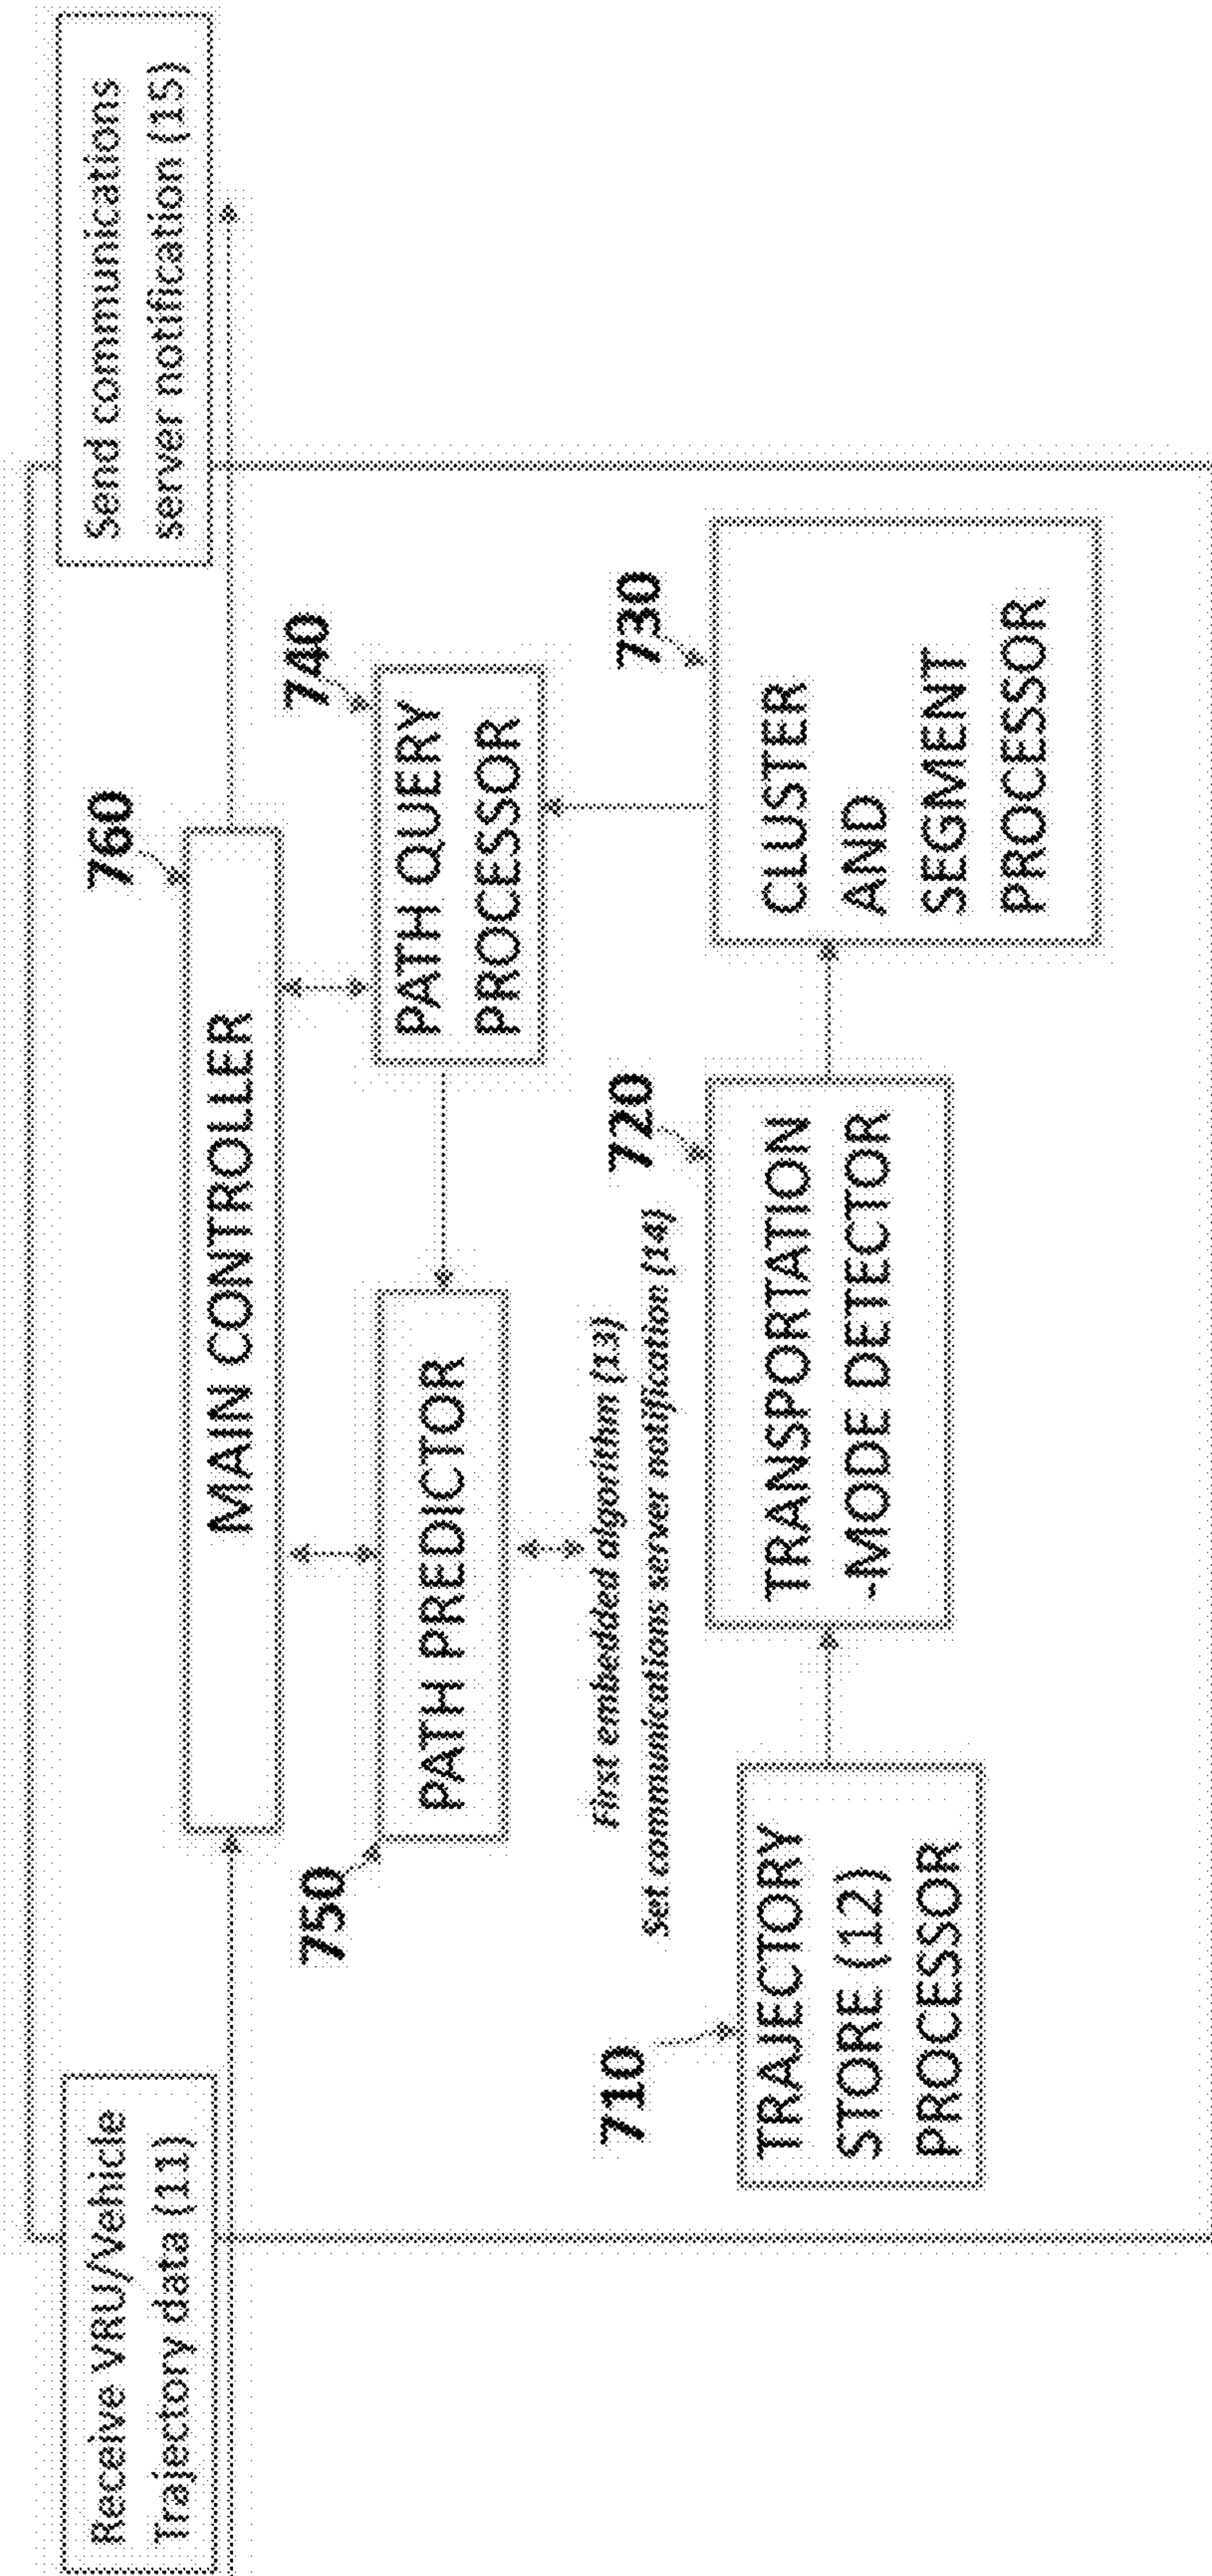 Receive VRU/Vehicle
Trajectory data (11)
Send communications
server notification (15)
760
MAIN CONTROLLER
750
PATH PREDICTOR
740
PATH QUERY
PROCESSOR
First embedded algorithm (13)
Set communications server notification (14)
710
TRAJECTORY
STORE (12)
PROCESSOR
720
TRANSPORTATION
-MODE DETECTOR
730
CLUSTER
AND
SEGMENT
PROCESSOR